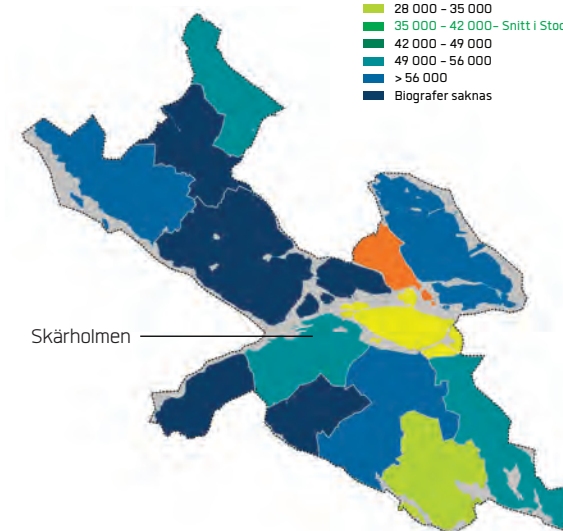 28 000 - 35 000
35 000 - 42 000- Snitt i
42 000 - 49 000
49 000 - 56 000
> 56 000
Biografer saknas
Skärholmen